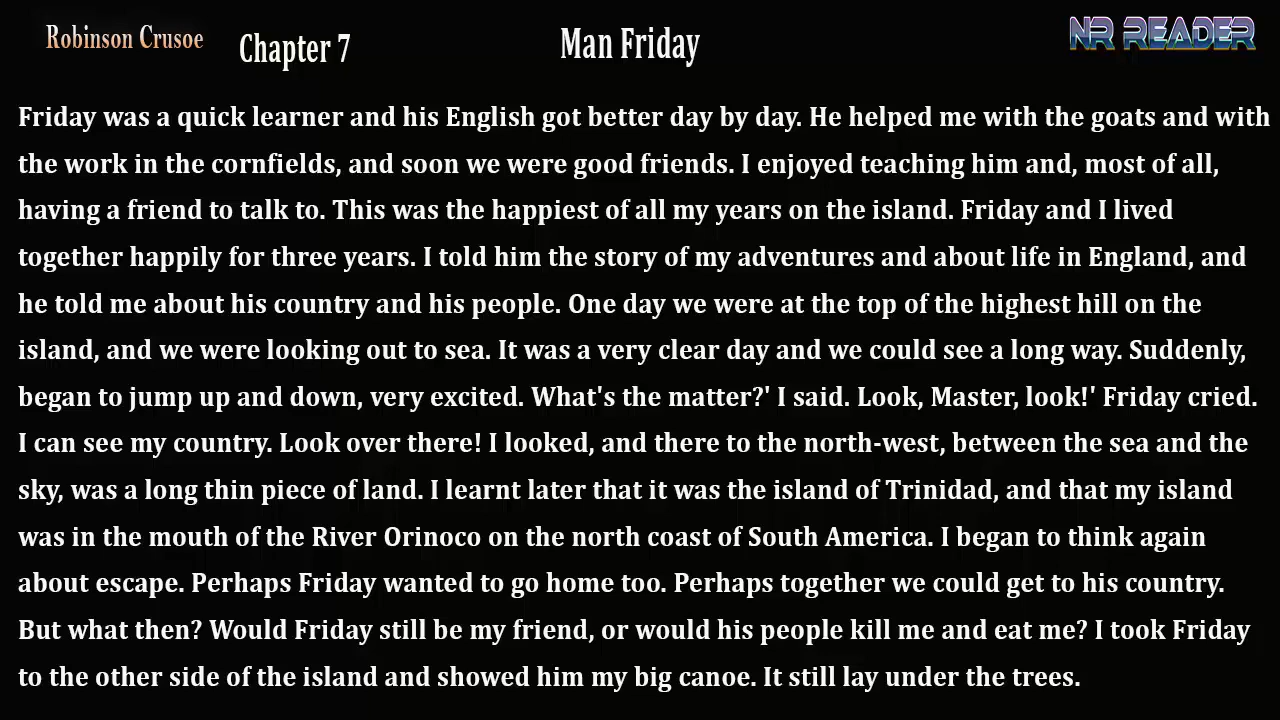 Robinson Crusoe
Chapter 7
Man Friday
NR READER
Friday was a quick learner and his English got better day by day. He helped me with the goats and with
the work in the cornfields, and soon we were good friends. I enjoyed teaching him and, most of all,
having a friend to talk to. This was the happiest of all my years on the island. Friday and I lived
together happily for three years. I told him the story of my adventures and about life in England, and
he told me about his country and his people. One day we were at the top of the highest hill on the
island, and we were looking out to sea. It was a very clear day and we could see a long way. Suddenly,
began to jump up and down, very excited. What's the matter?' I said. Look, Master, look!' Friday cried.
I can see my country. Look over there! I looked, and there to the north-west, between the sea and the
sky, was a long thin piece of land. I learnt later that it was the island of Trinidad, and that my island
was in the mouth of the River Orinoco on the north coast of South America. I began to think again
about escape. Perhaps Friday wanted to go home too. Perhaps together we could get to his country.
But what then? Would Friday still be my friend, or would his people kill me and eat me? I took Friday
to the other side of the island and showed him my big canoe. It still lay under the trees.